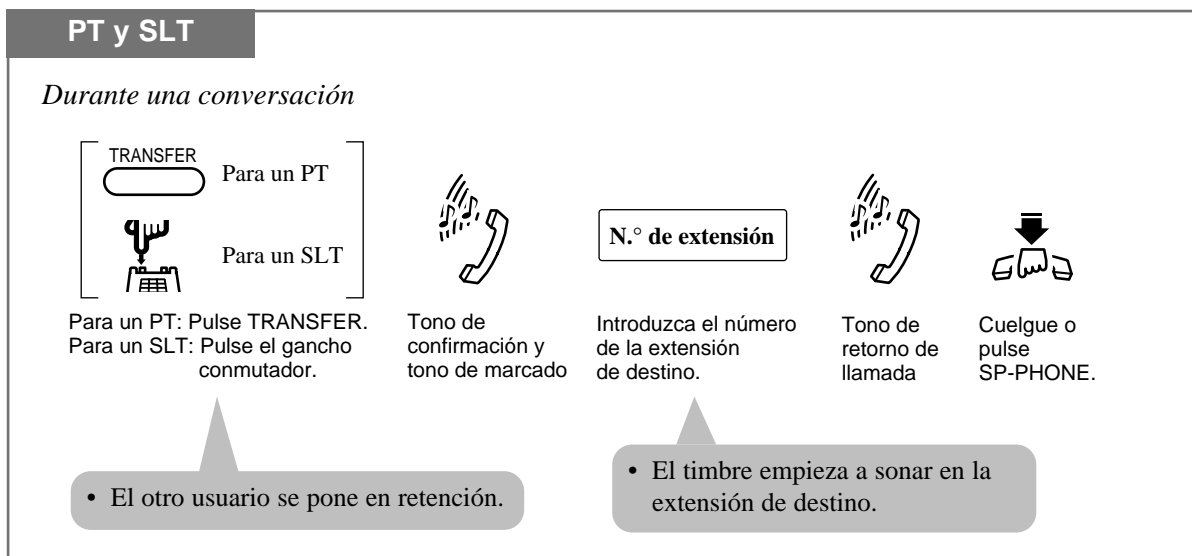 PT y SLT
Durante una conversación
TRANSFER
Para un PT
Para un SLT
N.° de extensión
Para un PT: Pulse TRANSFER.
Para un SLT: Pulse el gancho
conmutador.
Tono de
confirmación y
tono de marcado
Introduzca el número
de la extensión
de destino.
Tono de
retorno de
llamada
Cuelgue o
pulse
SP-PHONE.
• El otro usuario se pone en retención.
• El timbre empieza a sonar en la
extensión de destino.